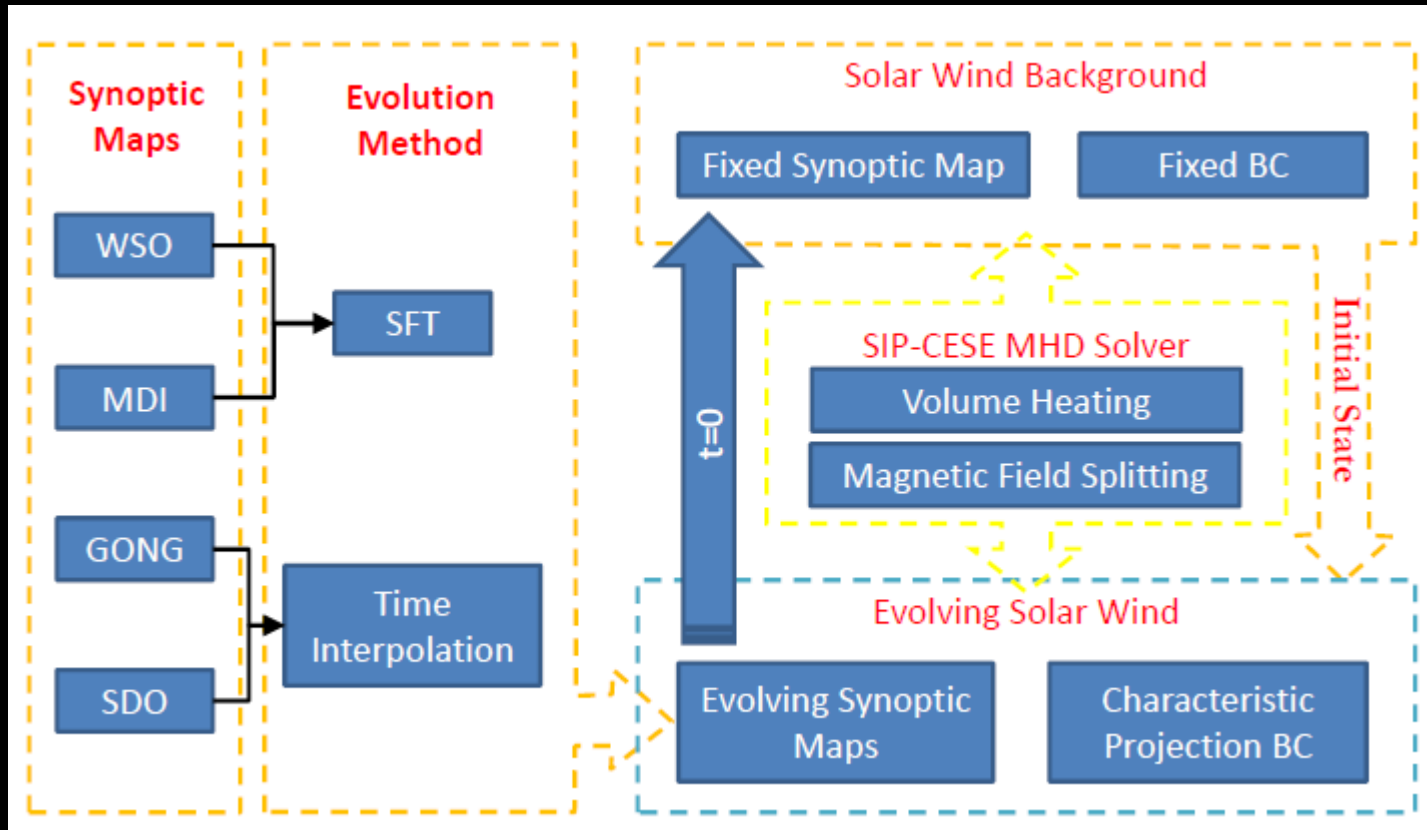 Synoptic
Maps
WSO
MDI
GONG
SDO
Evolution
Method
SFT
Time
Interpolation
Solar Wind Background
Fixed Synoptic Map
Fixed BC
t=0
SIP-CESE MHD Solver
Volume Heating
Magnetic Field Splitting
Initial State
Evolving Solar Wind
Evolving Synoptic
Maps
Characteristic
Projection BC